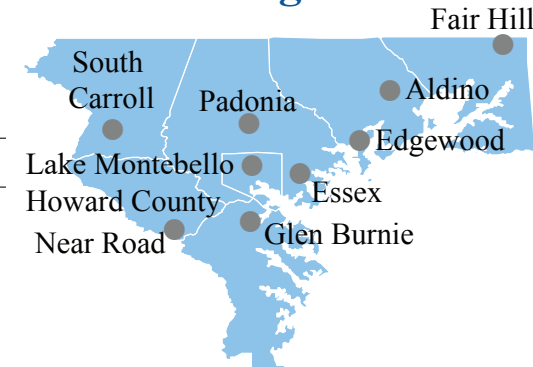 Fair Hill
South
Carroll
Padonia
Aldino
Edgewood
Lake Montebello
Essex
Howard County
Near Road
Glen Burnie